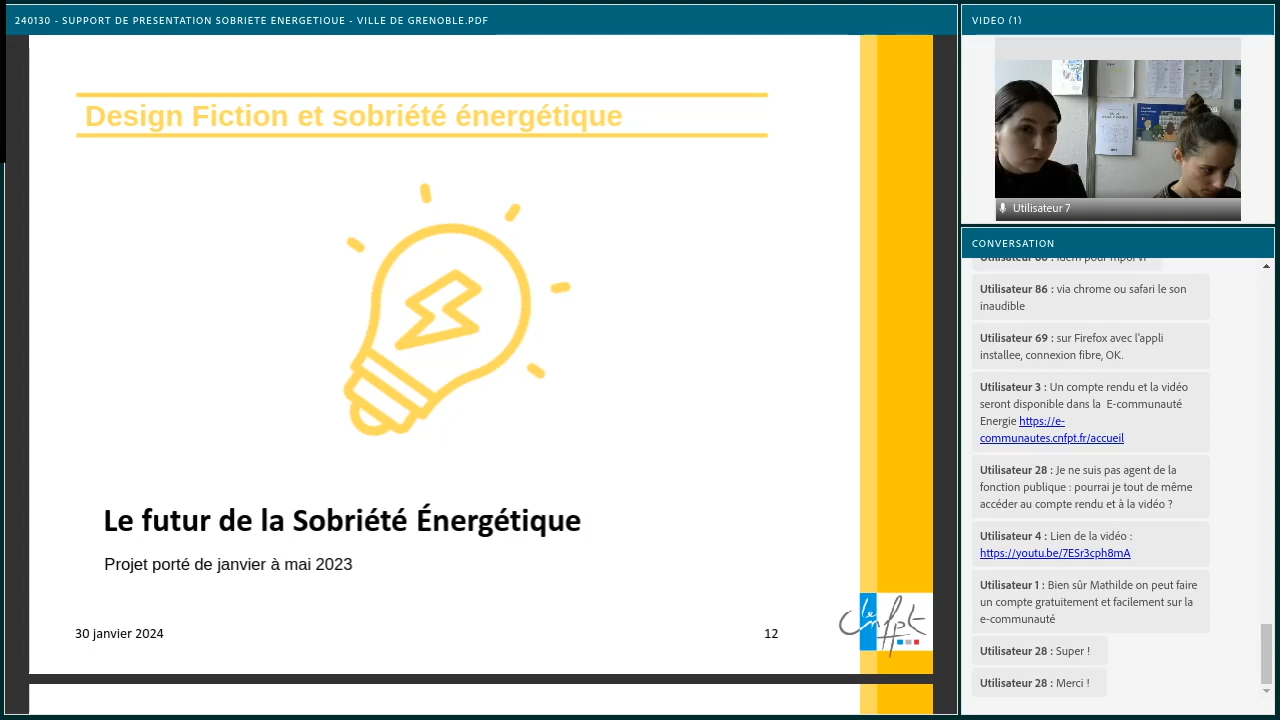 240130 - SUPPORT DE PRÉSENTATION SOBRIÉTÉ ÉNERGÉTIQUE - VILLE DE GRENOBLE.PDF
Design Fiction et sobriété énergétique
Le futur de la Sobriété Énergétique
Projet porté de janvier à mai 2023
30 janvier 2024
12
le cnfpt
VIDÉO (1)
Utilisateur 7
CONVERSATION
Utilisateur 86 : via chrome ou safari le son
inaudible
Utilisateur 69 : sur Firefox avec l'appli
installee, connexion fibre, OK.
Utilisateur 3 : Un compte rendu et la vidéo
seront disponible dans la E-communauté
Energie https://e-
communautes.cnfpt.fr/accueil
Utilisateur 28 : Je ne suis pas agent de la
fonction publique : pourrai je tout de même
accéder au compte rendu et à la vidéo ?
Utilisateur 4 : Lien de la vidéo :
https://youtu.be/7ESr3cph8mA
Utilisateur 1 : Bien sûr Mathilde on peut faire
un compte gratuitement et facilement sur la
e-communauté
Utilisateur 28 : Super !
Utilisateur 28 : Merci !